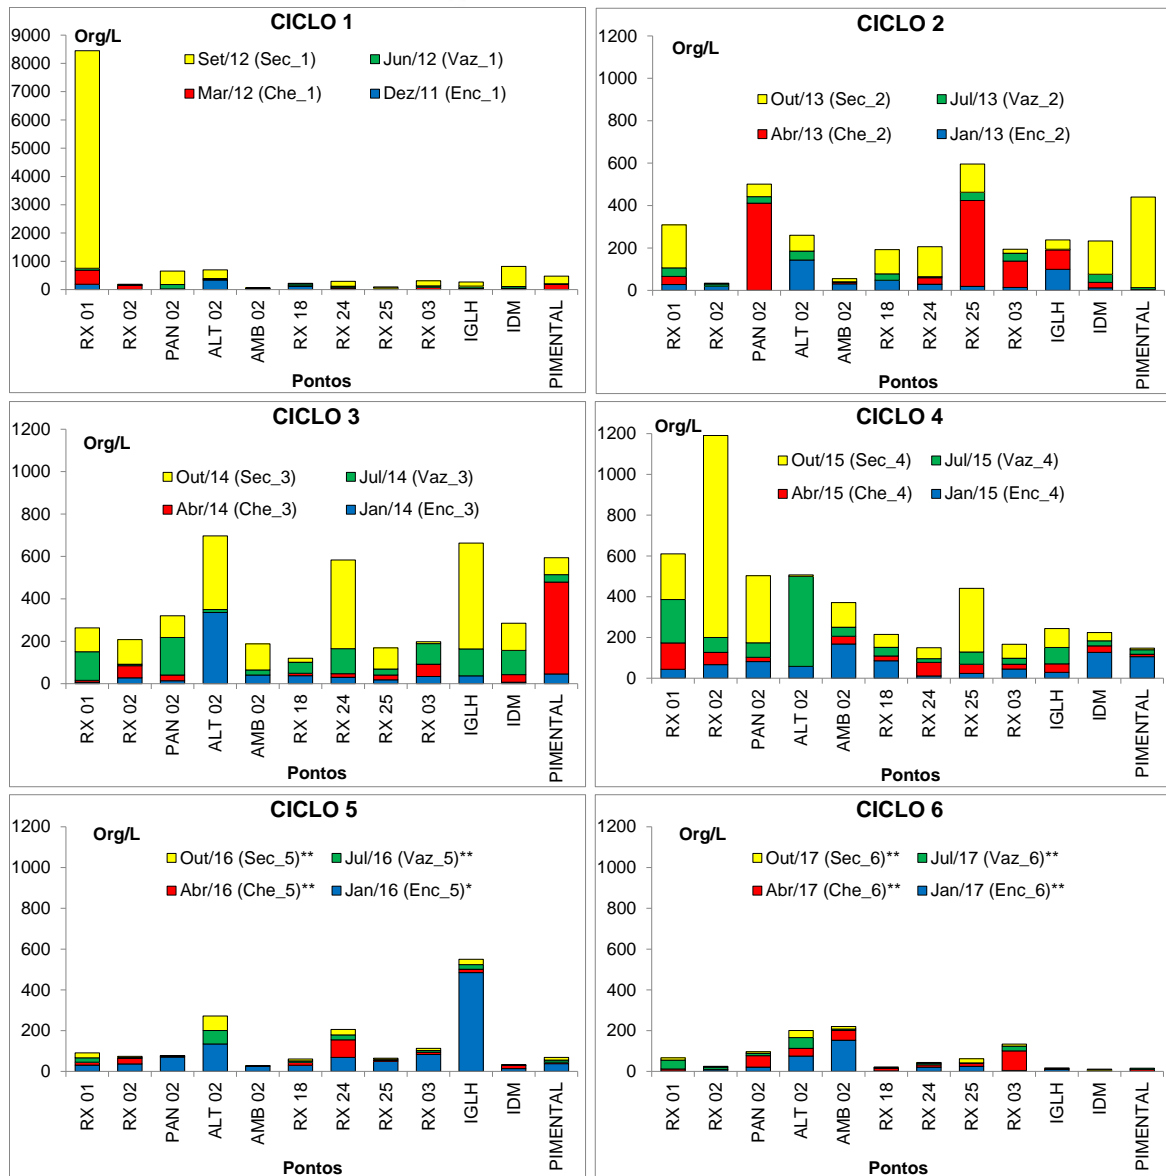 CICLO 1
Org/L
9000
8000
7000
6000
5000
4000
3000
2000
1000
0
Set/12 (Sec_1) Jun/12 (Vaz_1)
Mar/12 (Che_1) Dez/11 (Enc_1)
RX 01 RX 02 PAN 02 ALT 02 AMB 02 RX 18 RX 24 RX 25 RX 03 IGLH IDM PIMENTAL
Pontos
CICLO 2
Org/L
1200
1000
800
600
400
200
0
Out/13 (Sec_2) Jul/13 (Vaz_2)
Abr/13 (Che_2) Jan/13 (Enc_2)
RX 01 RX 02 PAN 02 ALT 02 AMB 02 RX 18 RX 24 RX 25 RX 03 IGLH IDM PIMENTAL
Pontos
CICLO 3
Org/L
1200
1000
800
600
400
200
0
Out/14 (Sec_3) Jul/14 (Vaz_3)
Abr/14 (Che_3) Jan/14 (Enc_3)
RX 01 RX 02 PAN 02 ALT 02 AMB 02 RX 18 RX 24 RX 25 RX 03 IGLH IDM PIMENTAL
Pontos
CICLO 4
Org/L
1200
1000
800
600
400
200
0
Out/15 (Sec_4) Jul/15 (Vaz_4)
Abr/15 (Che_4) Jan/15 (Enc_4)
RX 01 RX 02 PAN 02 ALT 02 AMB 02 RX 18 RX 24 RX 25 RX 03 IGLH IDM PIMENTAL
Pontos
CICLO 5
Org/L
1200
1000
800
600
400
200
0
Out/16 (Sec_5)** Jul/16 (Vaz_5)**
Abr/16 (Che_5)** Jan/16 (Enc_5)*
RX 01 RX 02 PAN 02 ALT 02 AMB 02 RX 18 RX 24 RX 25 RX 03 IGLH IDM PIMENTAL
Pontos
CICLO 6
Org/L
1200
1000
800
600
400
200
0
Out/17 (Sec_6)** Jul/17 (Vaz_6)**
Abr/17 (Che_6)** Jan/17 (Enc_6)**
RX 01 RX 02 PAN 02 ALT 02 AMB 02 RX 18 RX 24 RX 25 RX 03 IGLH IDM PIMENTAL
Pontos